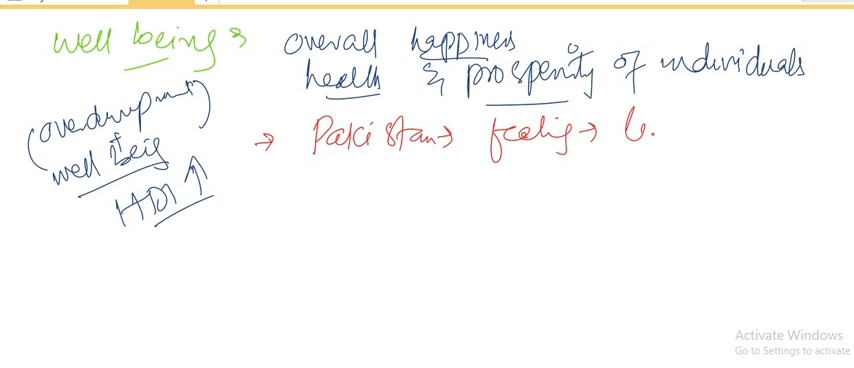 well being :
overall happiness
health & prosperity of individuals
well being
HDI ↑
→ Pakistan → feeling → 6.
Activate Windows
Go to Settings to activate